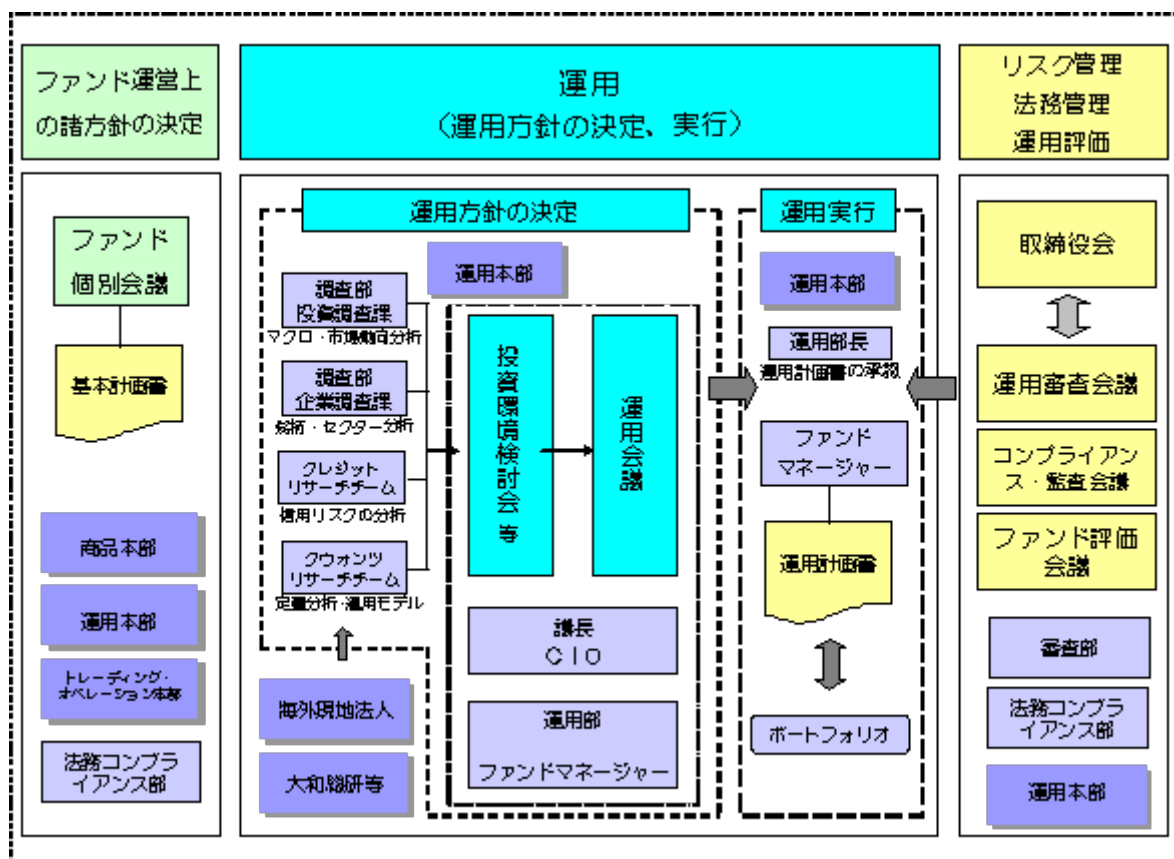 ファンド運営上
の諸方針の決定
ファンド
個別会議
基本計画書
商品本部
運用本部
トレーディング・
オペレーション本部
法務コンプラ
イアンス部
運用
(運用方針の決定、実行)
運用方針の決定
運用本部
調査部
投資調査課
マクロ・市場動向分析
調査部
企業調査課
銘柄・セクター分析
クレジット
リサーチチーム
信用リスクの分析
クウォンツ
リサーチチーム
定量分析・運用モデル
海外現地法人
大和総研等
投資環境検討会 等
運用会議
議長
CIO
運用部
ファンドマネージャー
運用実行
運用本部
運用部長
運用計画書の承認
ファンド
マネージャー
運用計画書
ポートフォリオ
リスク管理
法務管理
運用評価
取締役会
運用審査会議
コンプライアン
ス・監査会議
ファンド評価
会議
審査部
法務コンプラ
イアンス部
運用本部